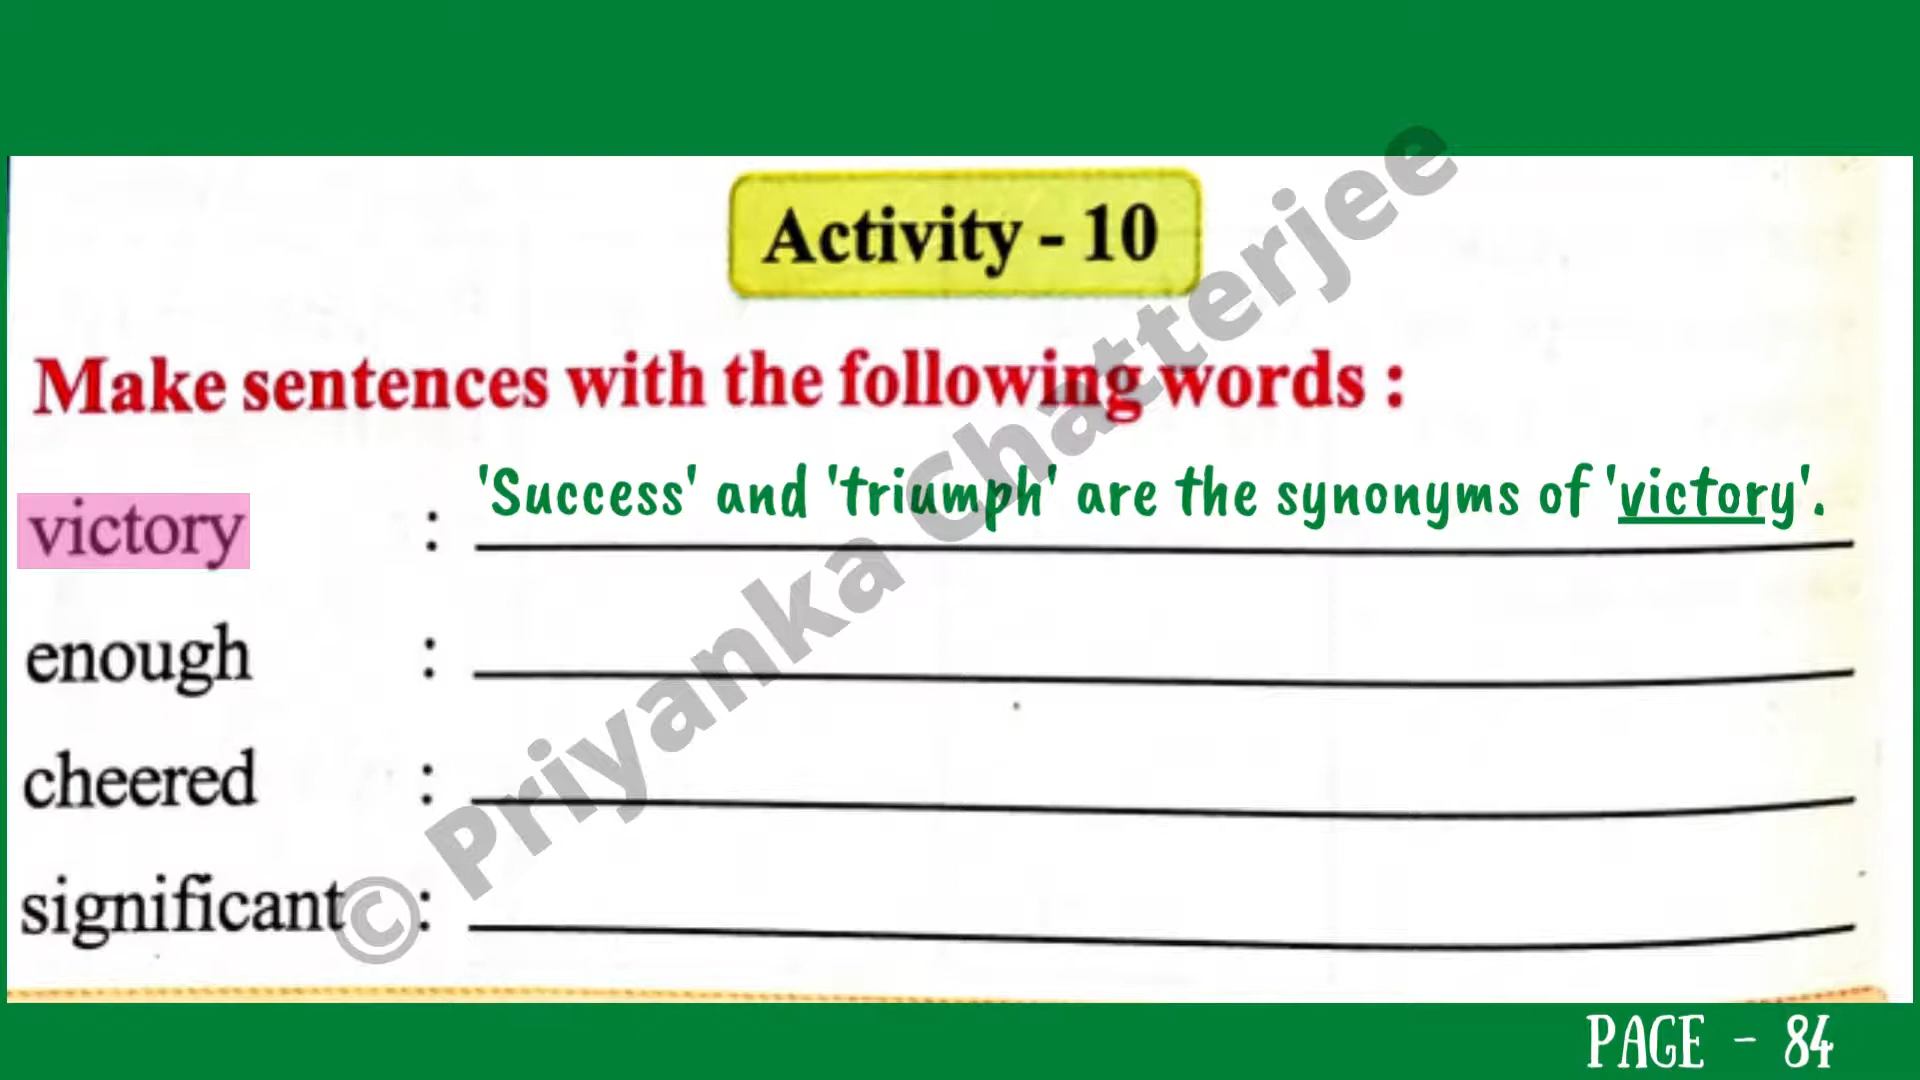 Activity - 10
Make sentences with the following words :
victory : 'Success' and 'triumph' are the synonyms of 'victory'.
enough :
cheered :
significant :
© Priyanka Chatterjee
PAGE - 84